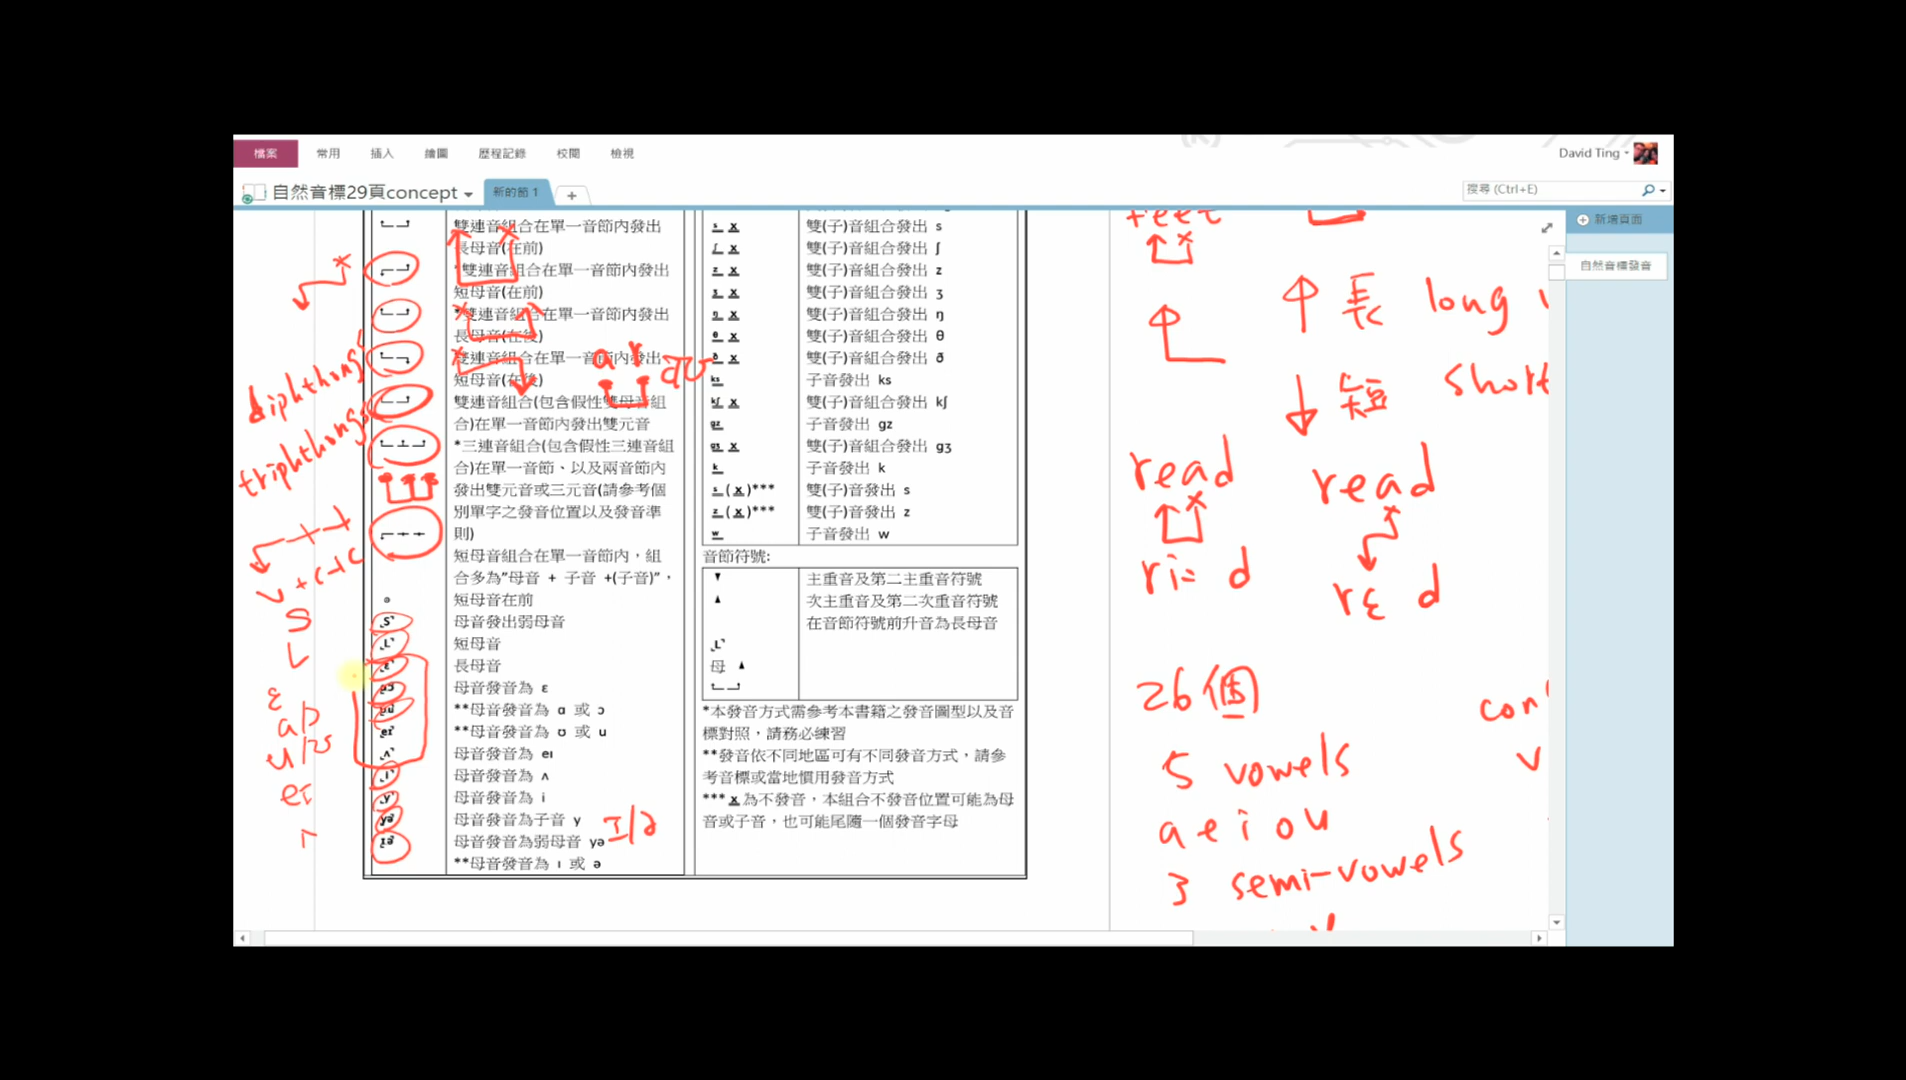 檔案 常用 插入 繪圖 歷程記錄 校閱 檢視
David Ting
自然音標29頁concept
新的節 1
搜尋 (Ctrl+E)
新增頁面
自然音標發音
雙連音組合在單一音節內發出
長母音(在前)
*雙連音組合在單一音節內發出
短母音(在前)
*雙連音組合在單一音節內發出
長母音(在後)
雙連音組合在單一音節內發出
短母音(在後)
雙連音組合(包含假性雙母音組
合)在單一音節內發出雙元音
*三連音組合(包含假性三連音組
合)在單一音節、以及兩音節內
發出雙元音或三元音(請參考個
別單字之發音位置以及發音準
則)
短母音組合在單一音節內，組
合多為"母音 + 子音 +(子音)"，
短母音在前
母音發出弱母音
短母音
長母音
母音發音為 ε
**母音發音為 ɑ 或 ɔ
**母音發音為 ʊ 或 u
母音發音為 eı
母音發音為 ʌ
母音發音為 i
母音發音為子音 y
母音發音為弱母音 yə
**母音發音為 ı 或 ə
s x 雙(子)音組合發出 s
ʃ x 雙(子)音組合發出 ʃ
z x 雙(子)音組合發出 z
ʒ x 雙(子)音組合發出 ʒ
ŋ x 雙(子)音組合發出 ŋ
θ x 雙(子)音組合發出 θ
ð x 雙(子)音組合發出 ð
ks 子音發出 ks
kʃ x 雙(子)音組合發出 kʃ
gz 子音發出 gz
gʒ x 雙(子)音組合發出 gʒ
k 子音發出 k
s ( x )*** 雙(子)音發出 s
z ( x )*** 雙(子)音發出 z
w 子音發出 w
音節符號:
▼ 主重音及第二主重音符號
▲ 次主重音及第二次重音符號
在音節符號前升音為長母音
L
母 ▲
*本發音方式需參考本書籍之發音圖型以及音
標對照，請務必練習
**發音依不同地區可有不同發音方式，請參
考音標或當地慣用發音方式
*** x 為不發音，本組合不發音位置可能為母
音或子音，也可能尾隨一個發音字母
diphthongs
triphthongs
V + C + C
S
L
ε
a/ɔ
u/ʊ
eı
ar
I/ə
feet
長 long
短 short
read read
ri= d rε d
26個
con
5 vowels
v
a e i o u
3 semi-vowels